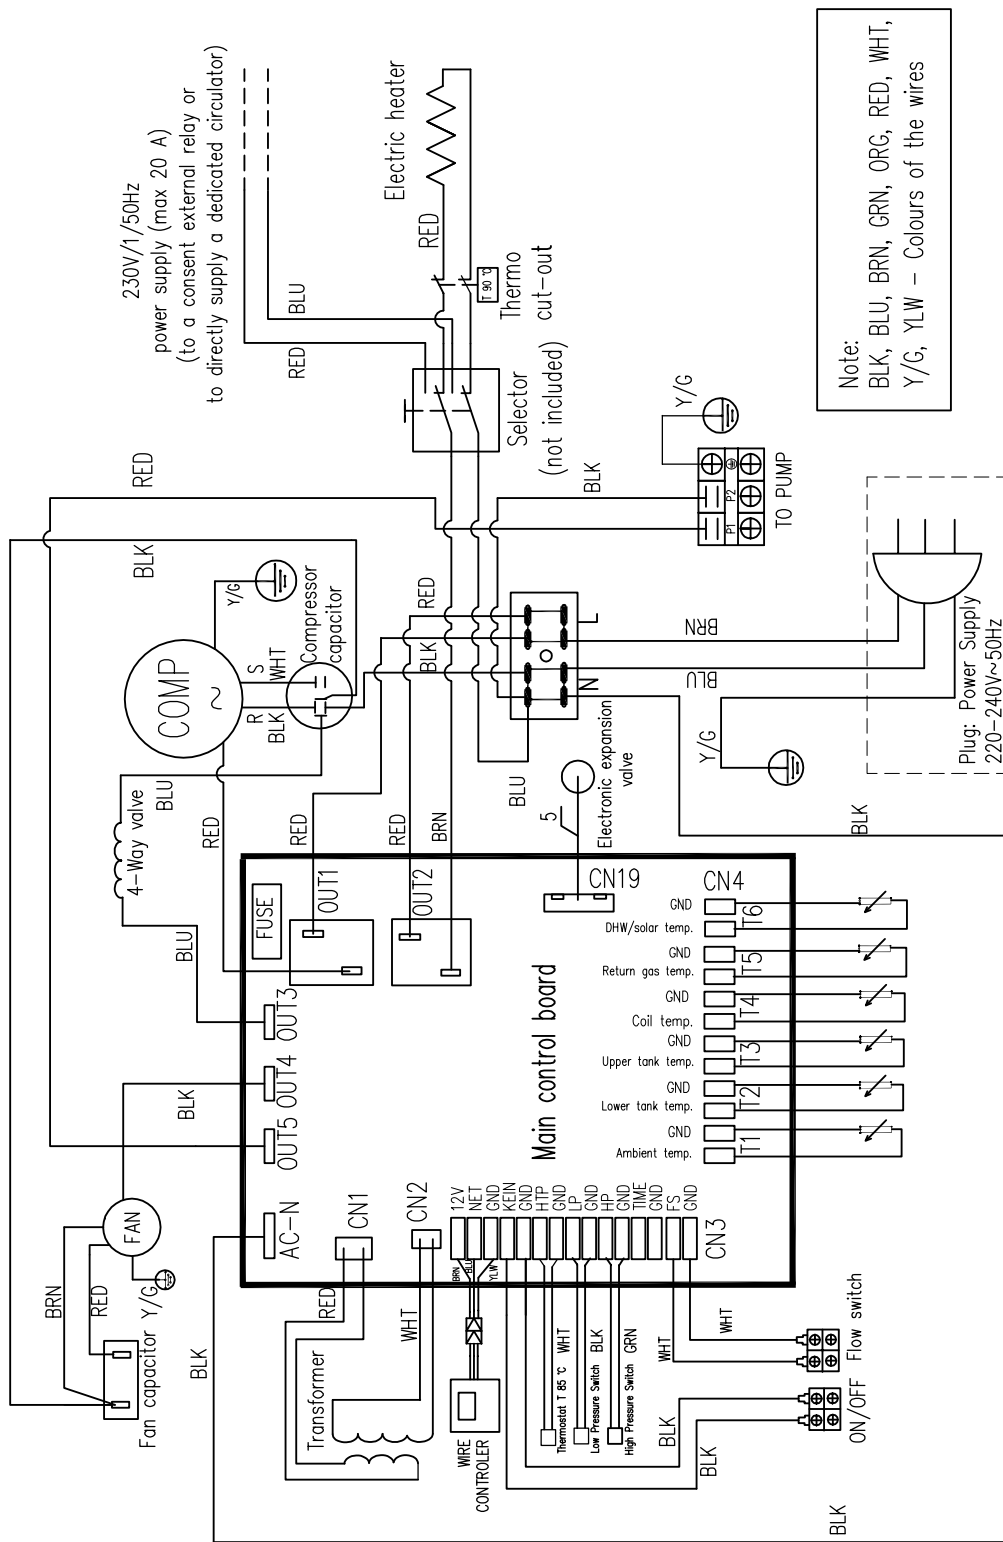 230V/1/50Hz
power supply (max 20 A)
(to a consent external relay or
to directly supply a dedicated circulator)
RED
BLU
Electric heater
RED
T 90 ℃
Thermo
cut-out
Selector
(not included)
Note:
BLK, BLU, BRN, GRN, ORG, RED, WHT,
Y/G, YLW - Colours of the wires
RED
BLK
Y/G
COMP
~
S
WHT
R
BLK
Compressor
capacitor
BLK
Y/G
P1
P2
TO PUMP
RED
BLK
L
N
BRN
BLU
Y/G
Plug: Power Supply
220-240V~50Hz
4-Way valve
BLU
RED
BLU
RED
RED
BRN
BLU
5
Electronic expansion
valve
BLK
FUSE
OUT1
OUT2
OUT3
OUT4
OUT5
AC-N
CN1
CN2
CN19
CN4
Main control board
GND
DHW/solar temp.
T6
GND
Return gas temp.
T5
GND
Coil temp.
T4
GND
Upper tank temp.
T3
GND
Lower tank temp.
T2
GND
Ambient temp.
T1
12V
NET
GND
KEIN
GND
HTP
GND
LP
GND
HP
GND
TIME
GND
FS
GND
CN3
BLK
FAN
BRN
RED
Y/G
Fan capacitor
BLK
RED
WHT
Transformer
BRN
BLU
YLW
WIRE
CONTROLER
Thermostat T 85 ℃
WHT
Low Pressure Switch
BLK
High Pressure Switch
GRN
WHT
WHT
Flow switch
BLK
BLK
ON/OFF
BLK